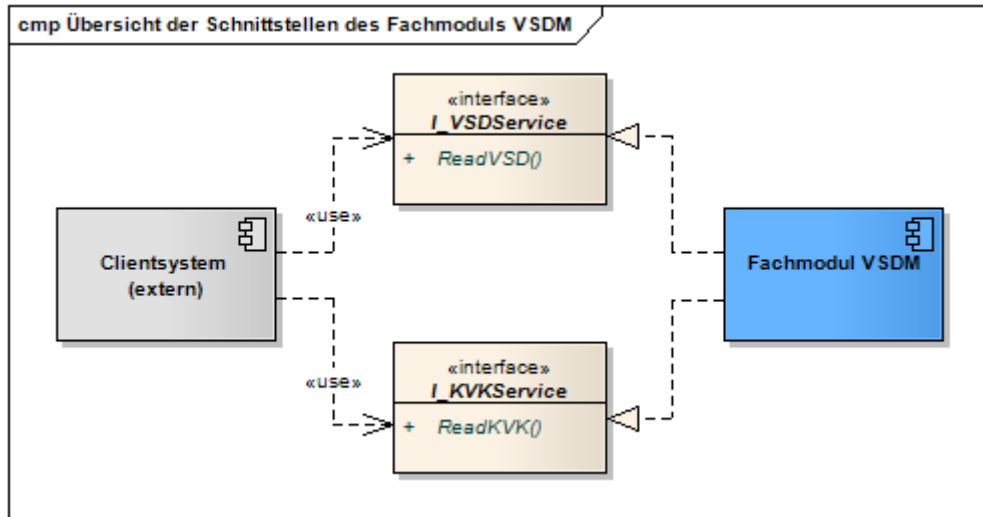 cmp Übersicht der Schnittstellen des Fachmoduls VSDM
«interface»
I_VSDService
+ ReadVSD()
«use»
Clientsystem
(extern)
Fachmodul VSDM
«use»
«interface»
I_KVKService
+ ReadKVK()